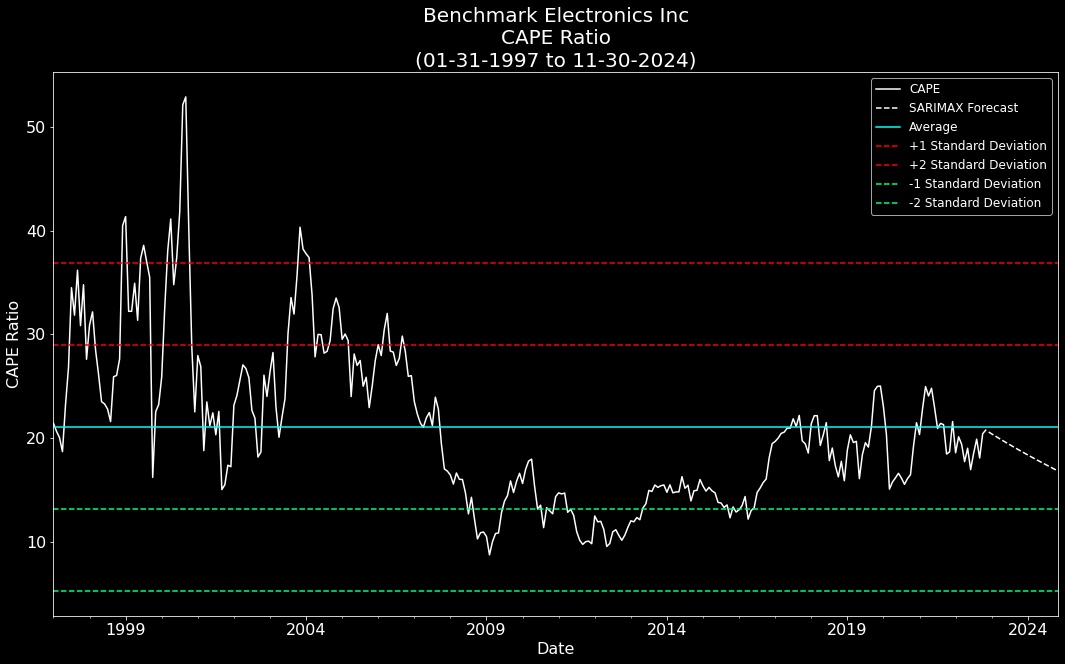 Benchmark Electronics Inc
CAPE Ratio
(01-31-1997 to 11-30-2024)
CAPE
SARIMAX Forecast
Average
+1 Standard Deviation
+2 Standard Deviation
-1 Standard Deviation
-2 Standard Deviation
CAPE Ratio
50
40
30
20
10
1999
2004
2009
2014
2019
2024
Date